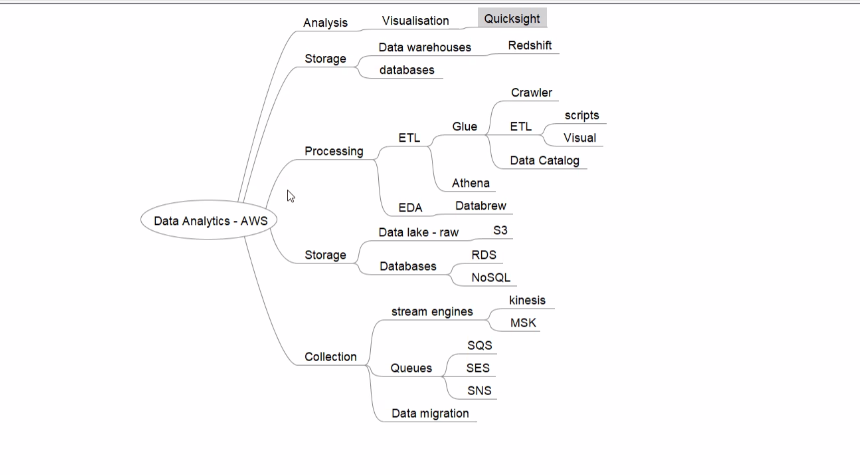 Analysis
Visualisation
Quicksight
Storage
Data warehouses
Redshift
databases
Processing
ETL
Glue
Crawler
ETL
scripts
Visual
Data Catalog
Athena
EDA
Databrew
Data Analytics - AWS
Storage
Data lake - raw
S3
Databases
RDS
NoSQL
Collection
stream engines
kinesis
MSK
Queues
SQS
SES
SNS
Data migration